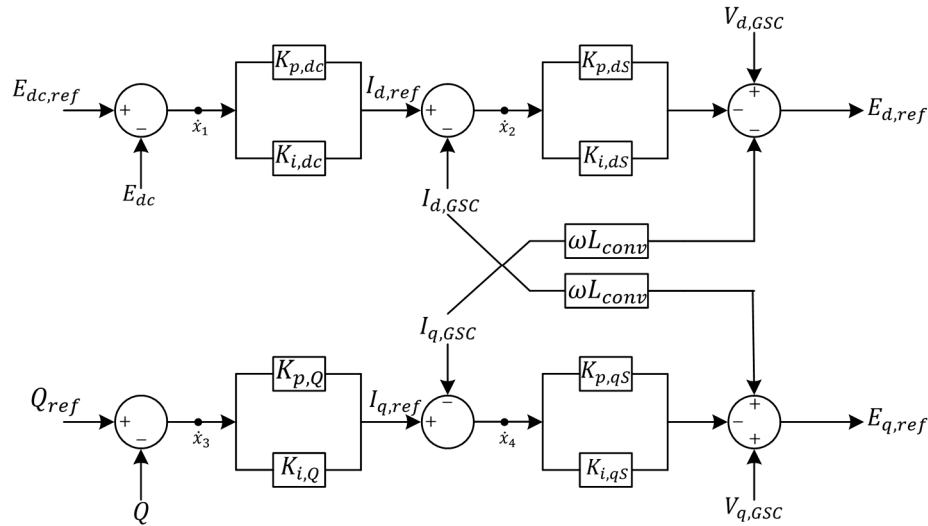 V_{d,GSC}
K_{p,dc}
K_{p,dS}
E_{dc,ref}
+
−
ẋ_1
I_{d,ref}
+
−
ẋ_2
−
+
−
E_{d,ref}
K_{i,dc}
K_{i,dS}
E_{dc}
I_{d,GSC}
ωL_{conv}
ωL_{conv}
I_{q,GSC}
K_{p,Q}
K_{p,qS}
Q_{ref}
+
−
ẋ_3
I_{q,ref}
+
−
ẋ_4
−
+
+
E_{q,ref}
K_{i,Q}
K_{i,qS}
Q
V_{q,GSC}